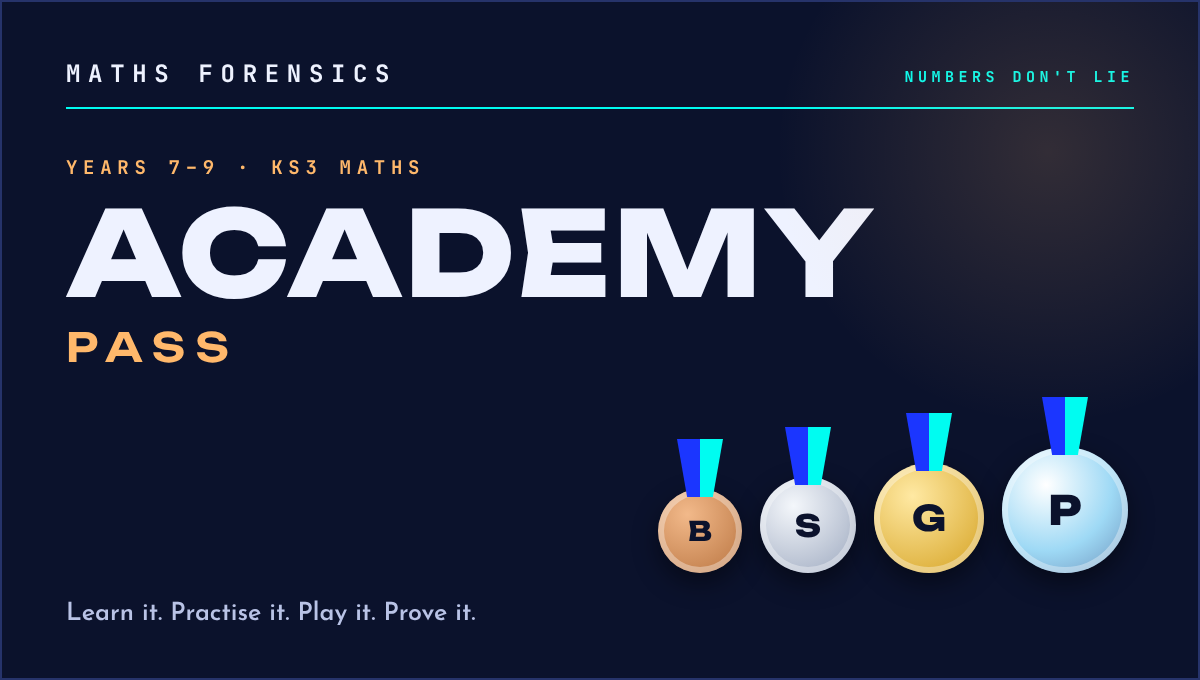 MATHS FORENSICS
NUMBERS DON'T LIE
YEARS 7–9 · KS3 MATHS
ACADEMY
PASS
B S G P
Learn it. Practise it. Play it. Prove it.